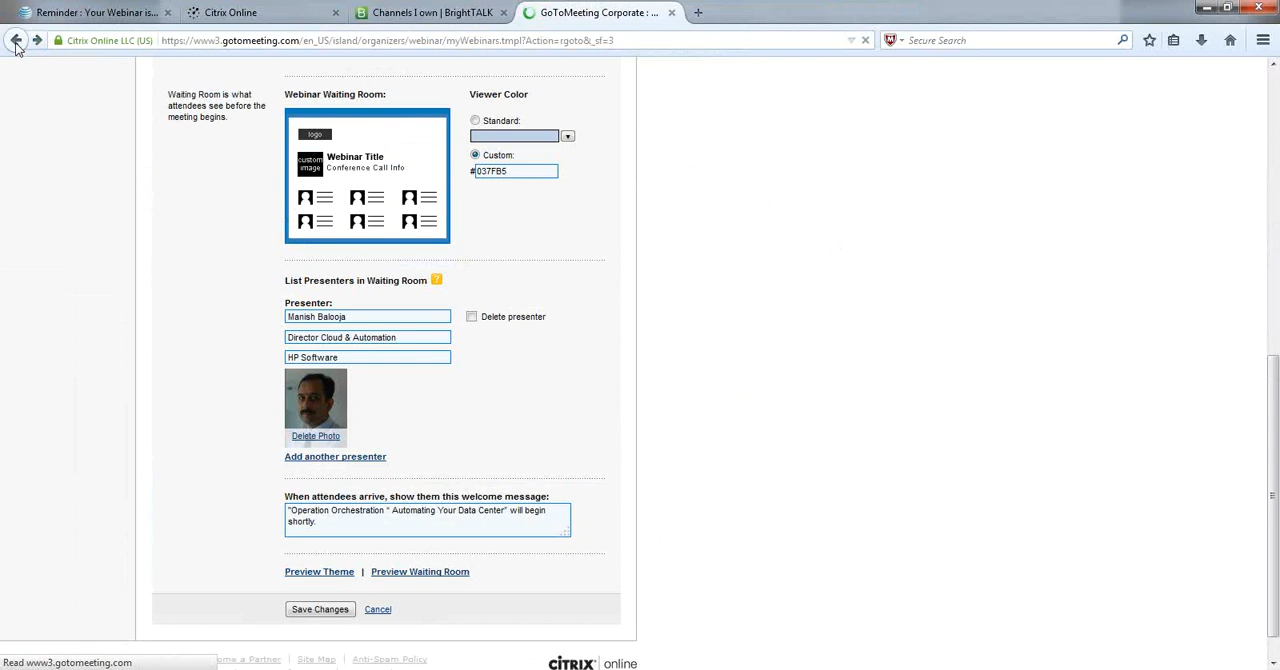 Reminder : Your Webinar is...
Citrix Online
Channels I own | BrightTALK
GoToMeeting Corporate : ...
Citrix Online LLC (US)
https://www3.gotomeeting.com/en_US/island/organizers/webinar/myWebinars.tmpl?Action=rgoto&_sf=3
Secure Search
Waiting Room is what
attendees see before the
meeting begins.
Webinar Waiting Room:
logo
custom
image
Webinar Title
Conference Call Info
Viewer Color
Standard:
Custom:
#037FB5
List Presenters in Waiting Room ?
Presenter:
Manish Balooja
Delete presenter
Director Cloud & Automation
HP Software
Delete Photo
Add another presenter
When attendees arrive, show them this welcome message:
"Operation Orchestration " Automating Your Data Center" will begin
shortly.
Preview Theme | Preview Waiting Room
Save Changes Cancel
Read www3.gotomeeting.com
ome a Partner | Site Map | Anti-Spam Policy
CITRIX online